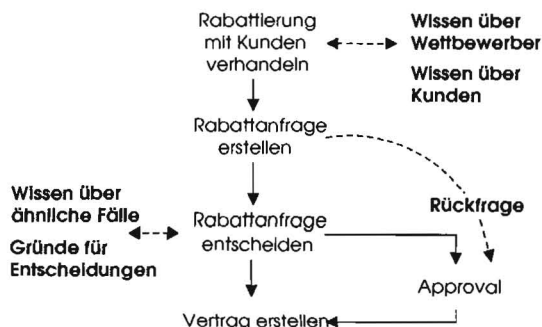 Rabattierung
mit Kunden
verhandeln
Wissen über
Wettbewerber
Wissen über
Kunden
Rabattanfrage
erstellen
Wissen über
ähnliche Fälle
Gründe für
Entscheidungen
Rabattanfrage
entscheiden
Rückfrage
Approval
Vertrag erstellen